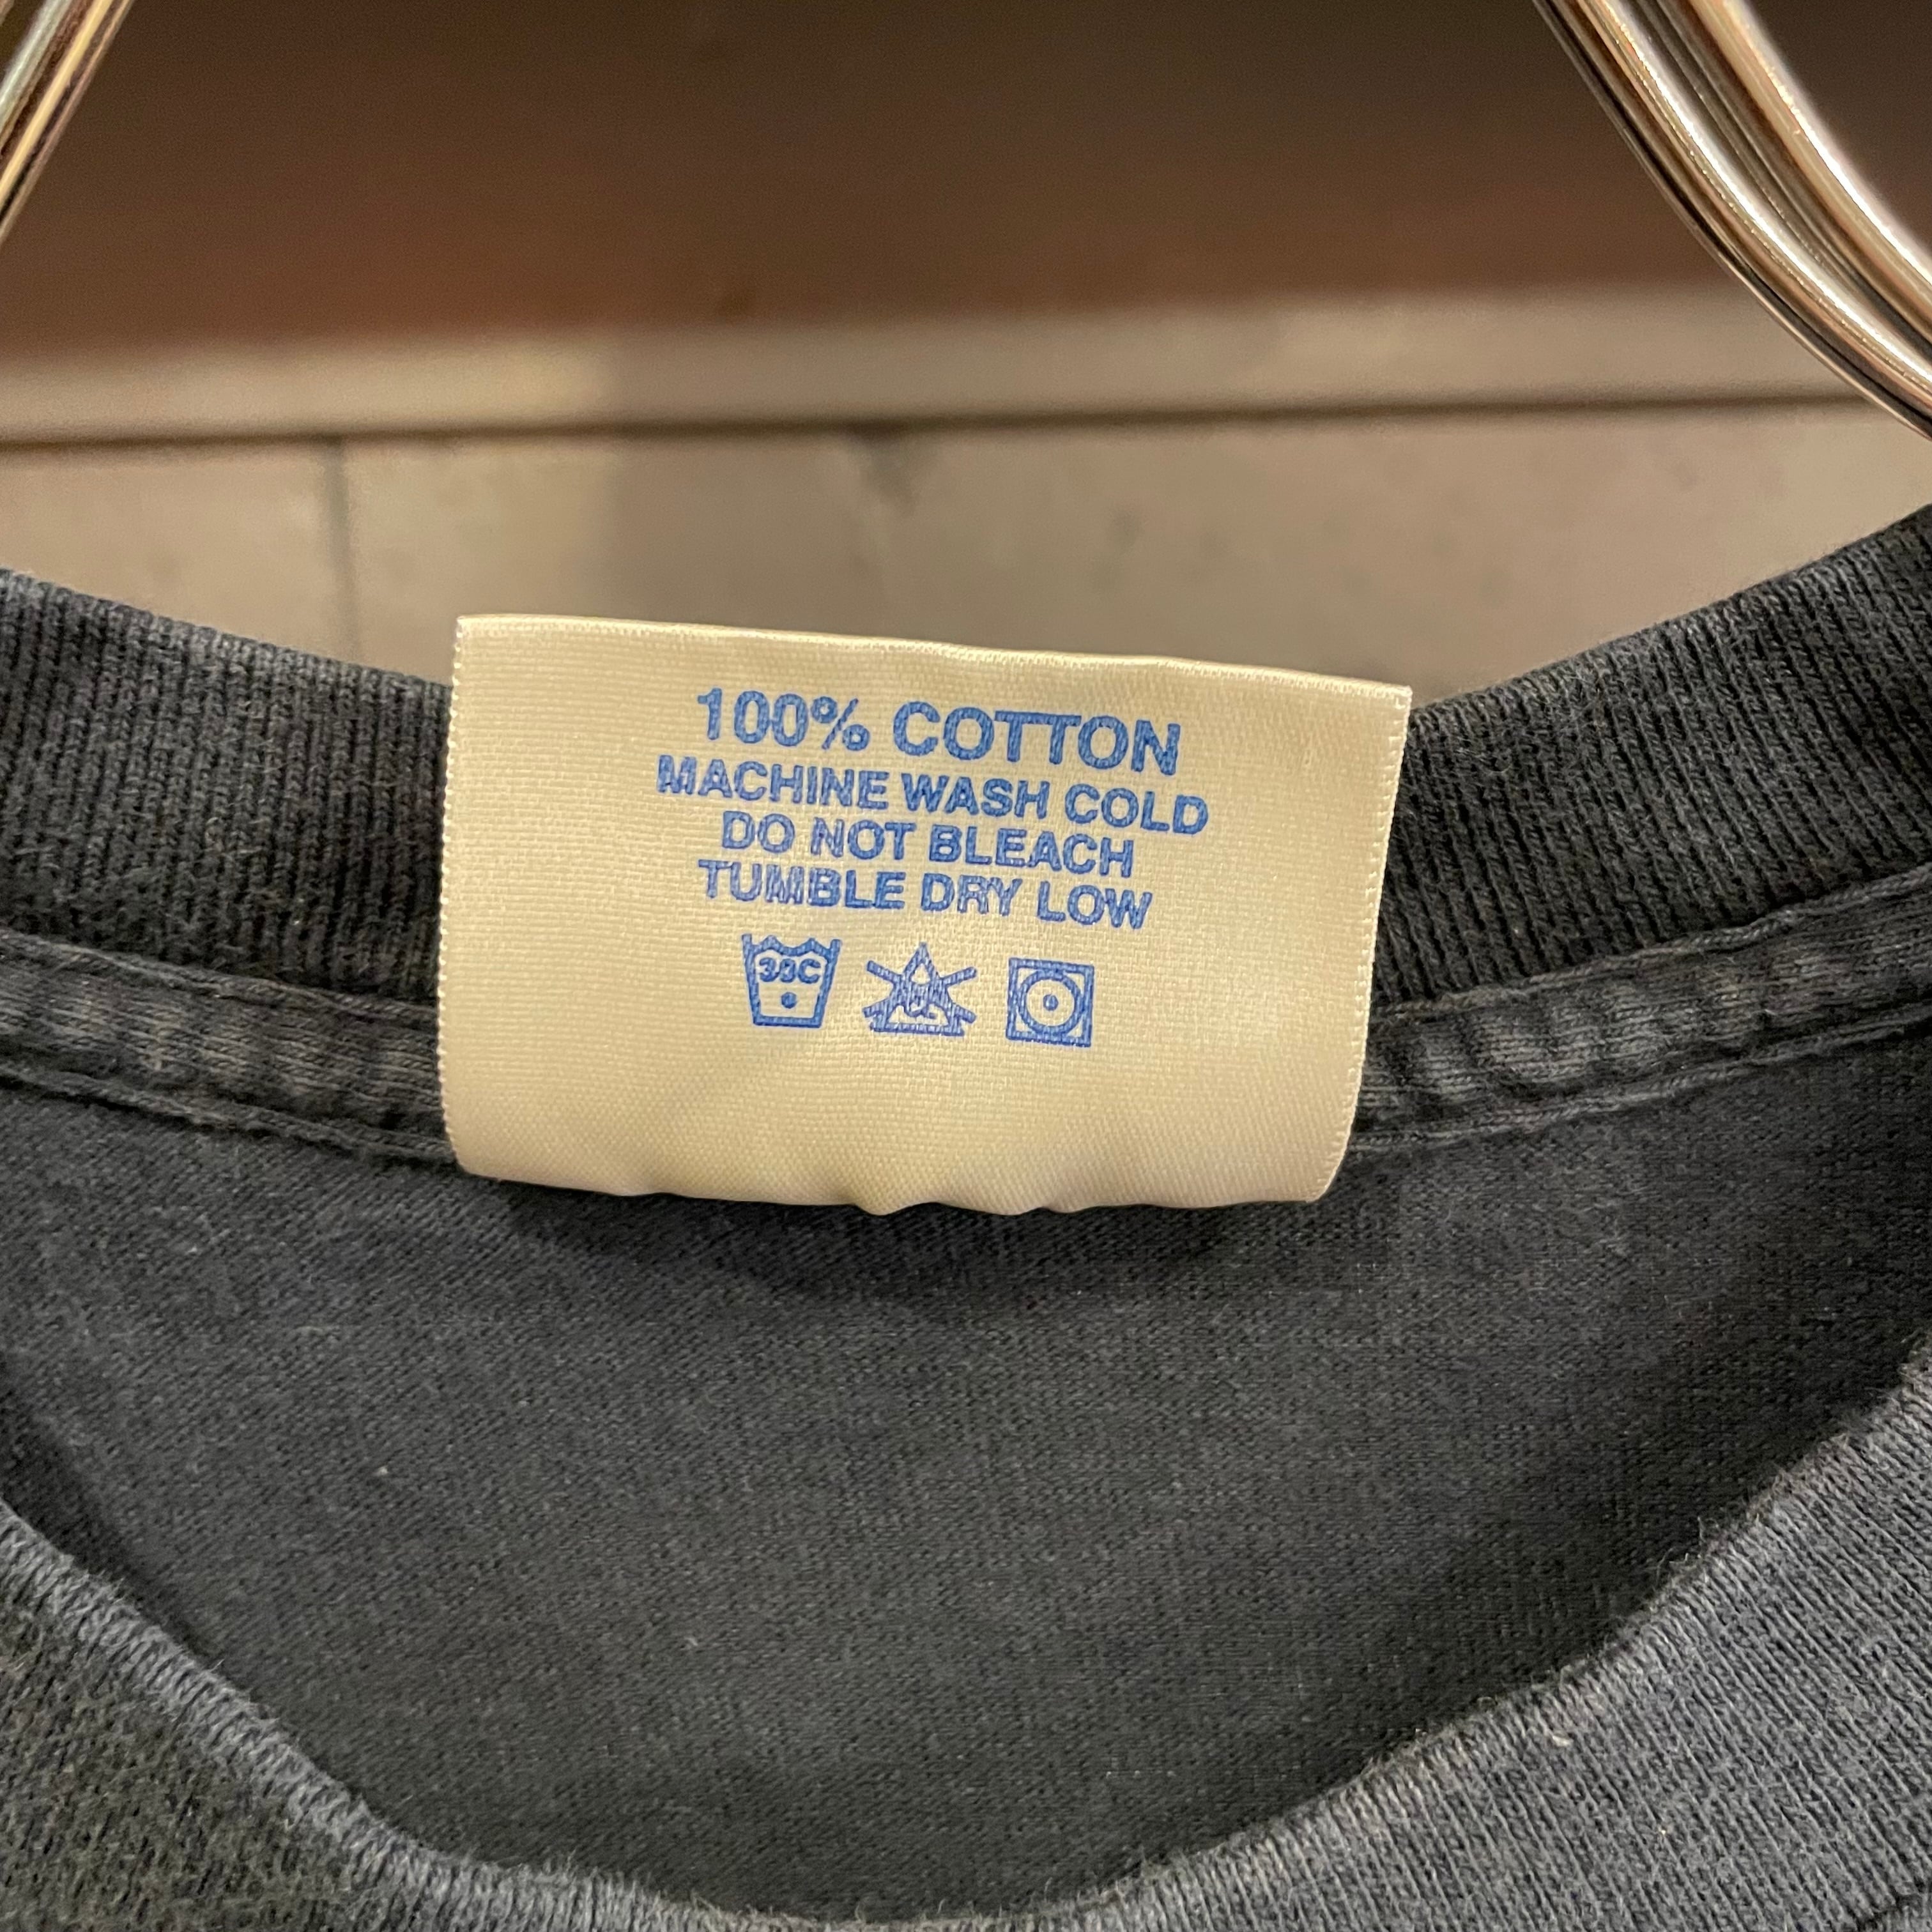 100% COTTON
MACHINE WASH COLD
DO NOT BLEACH
TUMBLE DRY LOW
30C